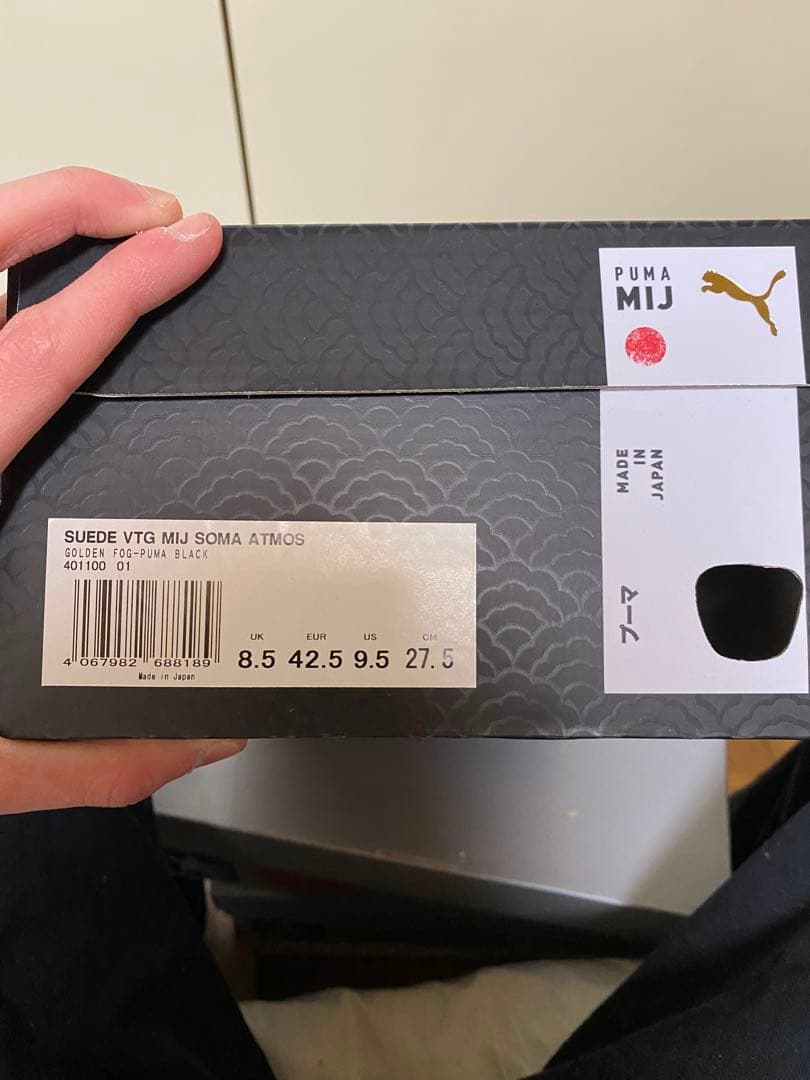 PUMA
MIJ
MADE
IN
JAPAN
プーマ
SUEDE VTG MIJ SOMA ATMOS
GOLDEN FOG-PUMA BLACK
401100 01
4 067982 688189
Made in Japan
UK EUR US CM
8.5 42.5 9.5 27.5